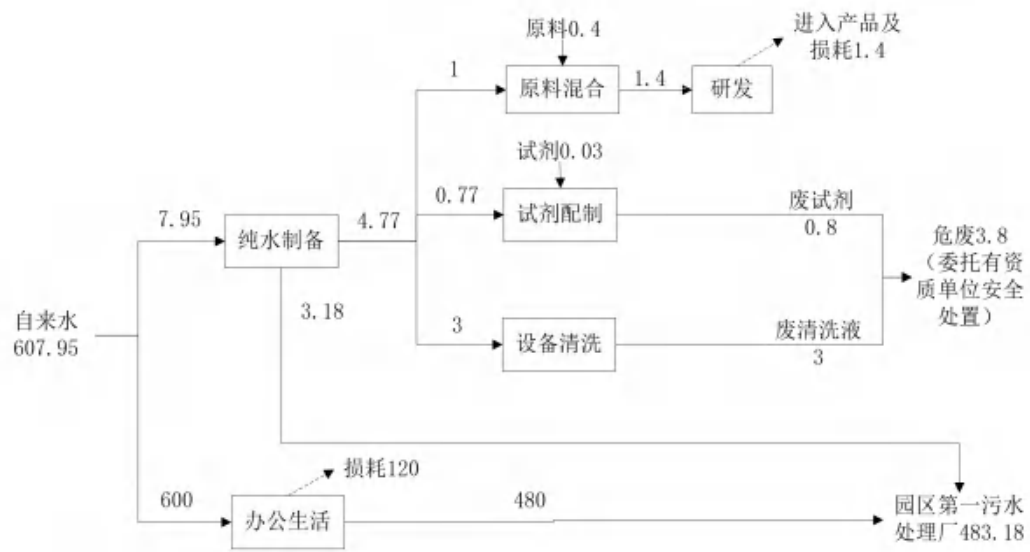 原料0.4
进入产品及
损耗1.4
1
原料混合
1.4
研发
试剂0.03
0.77
试剂配制
废试剂
0.8
7.95
纯水制备
4.77
危废3.8
（委托有资
质单位安全
处置）
3.18
自来水
607.95
3
设备清洗
废清洗液
3
损耗120
600
办公生活
480
园区第一污水
处理厂483.18